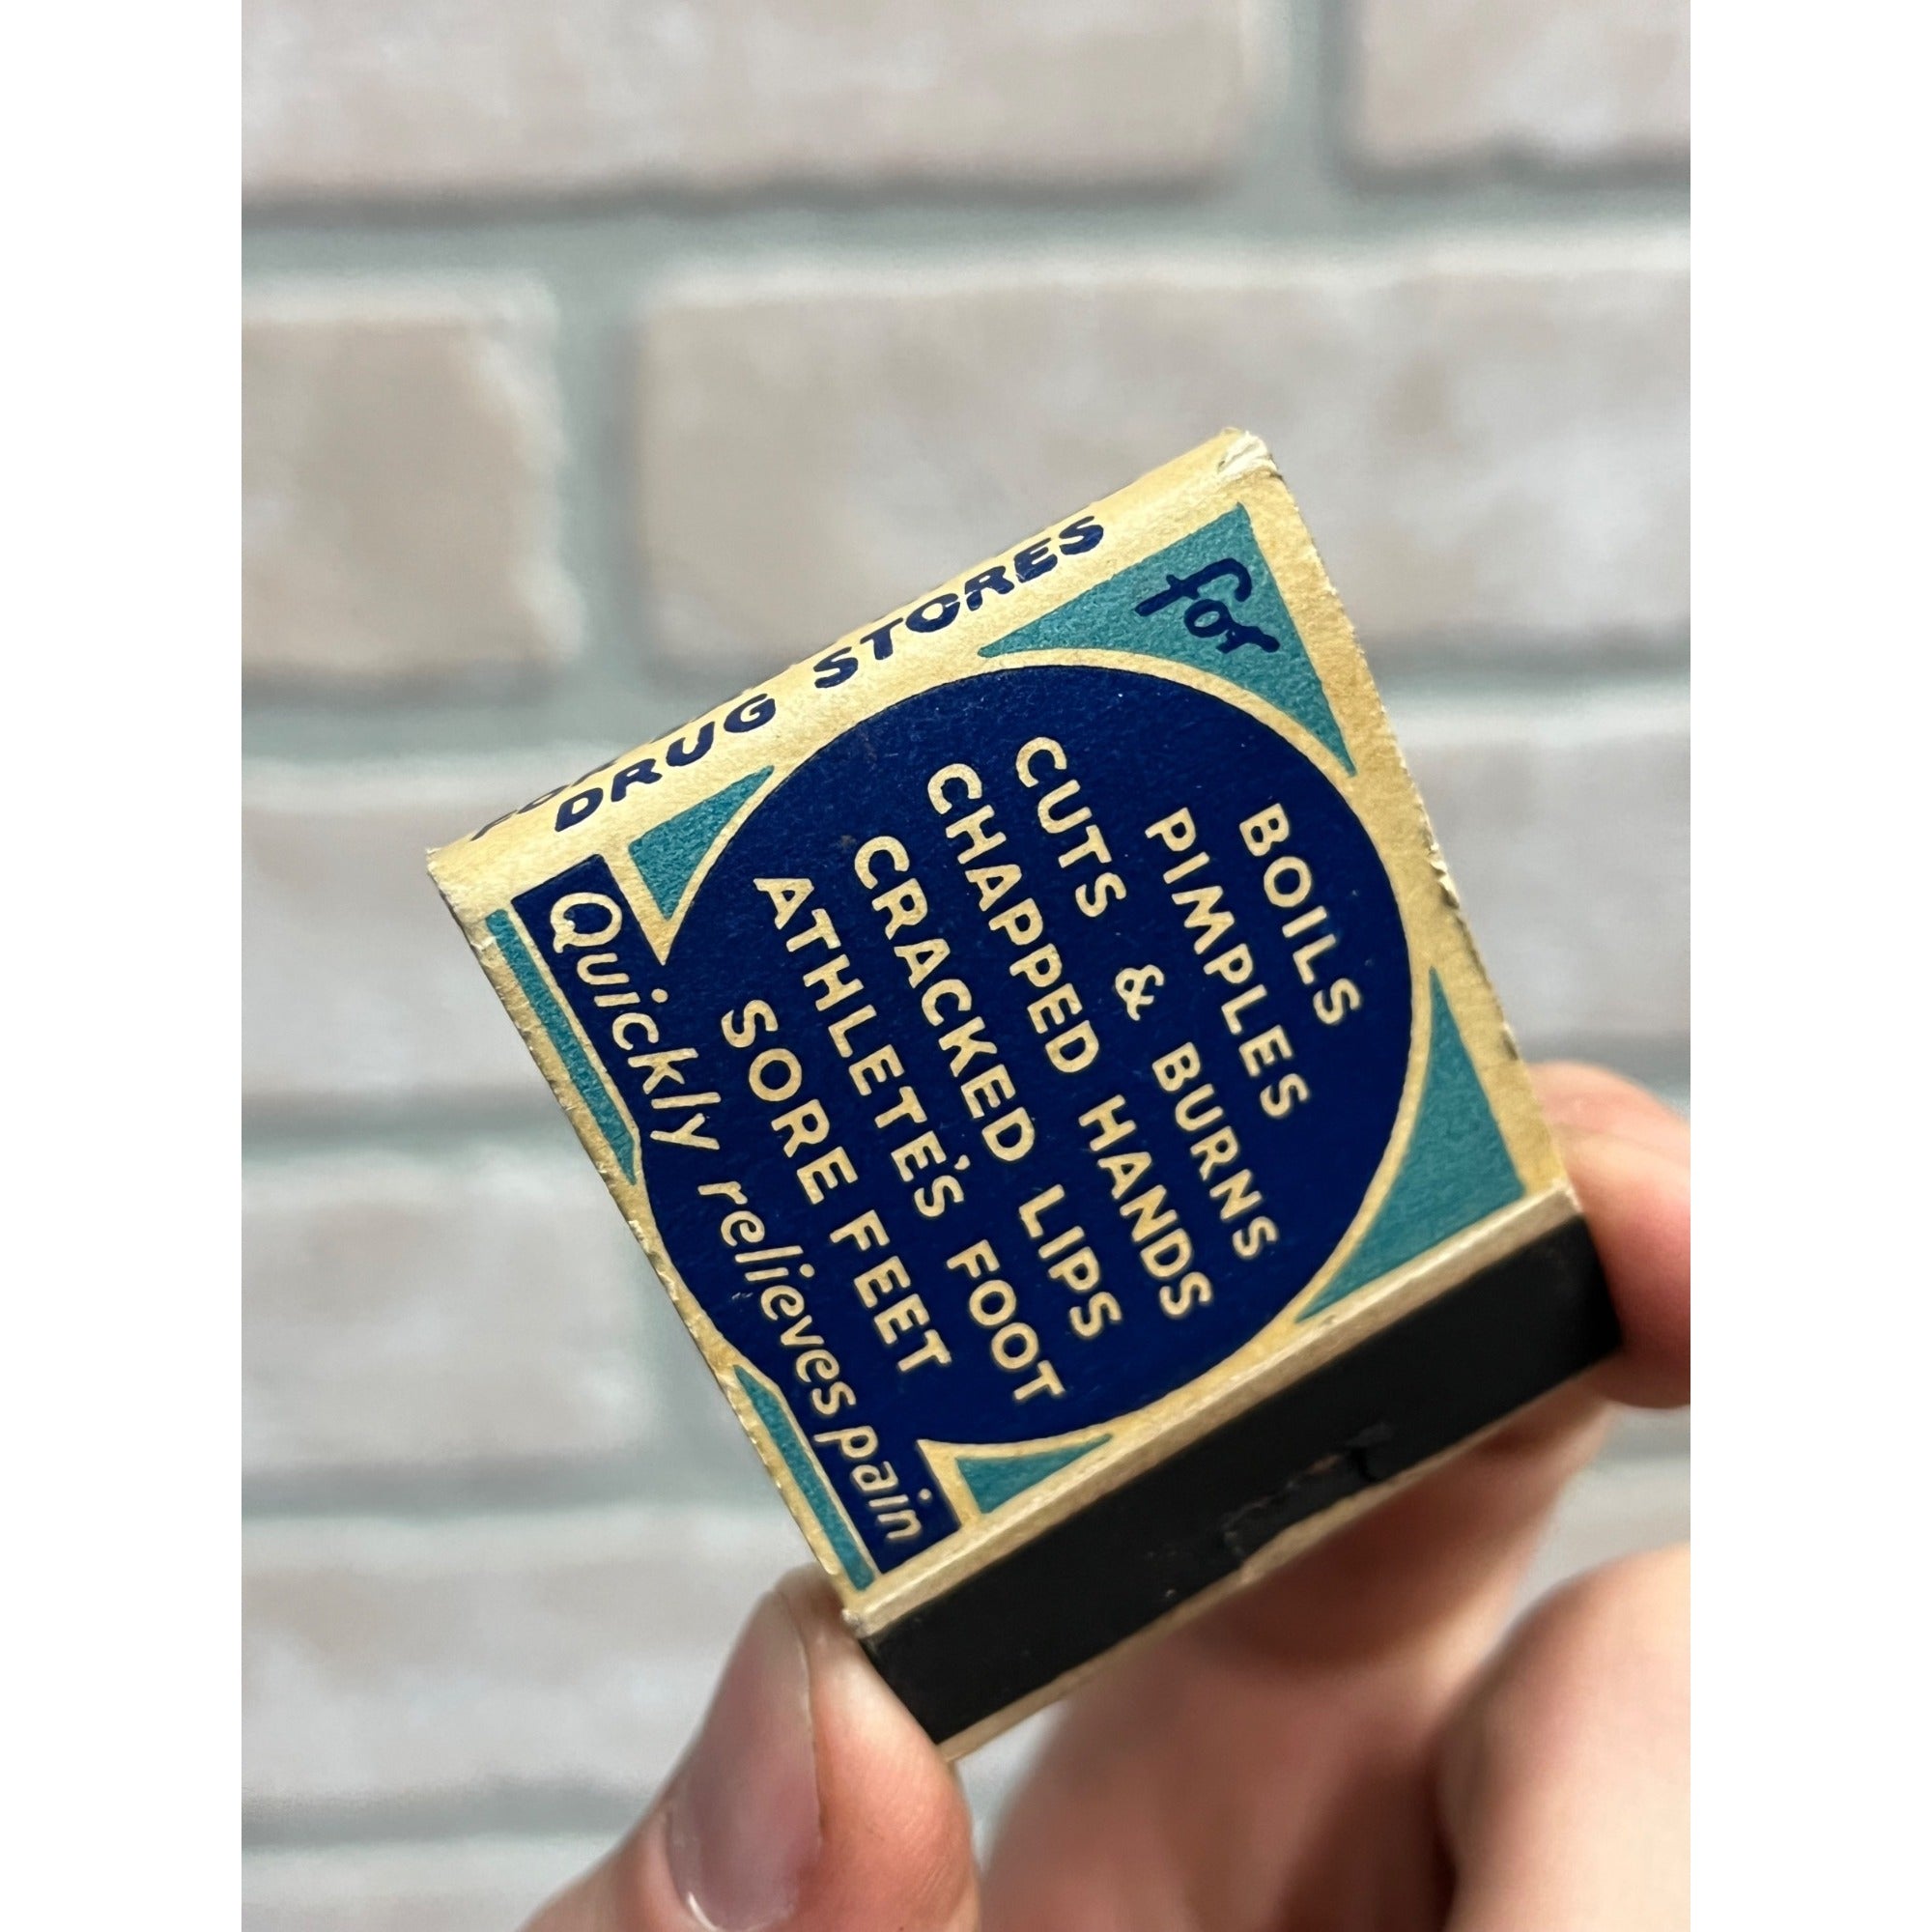 DRUG STORES
for
BOILS
PIMPLES
CUTS & BURNS
CHAPPED HANDS
CRACKED LIPS
ATHLETE'S FOOT
SORE FEET
Quickly relieves pain